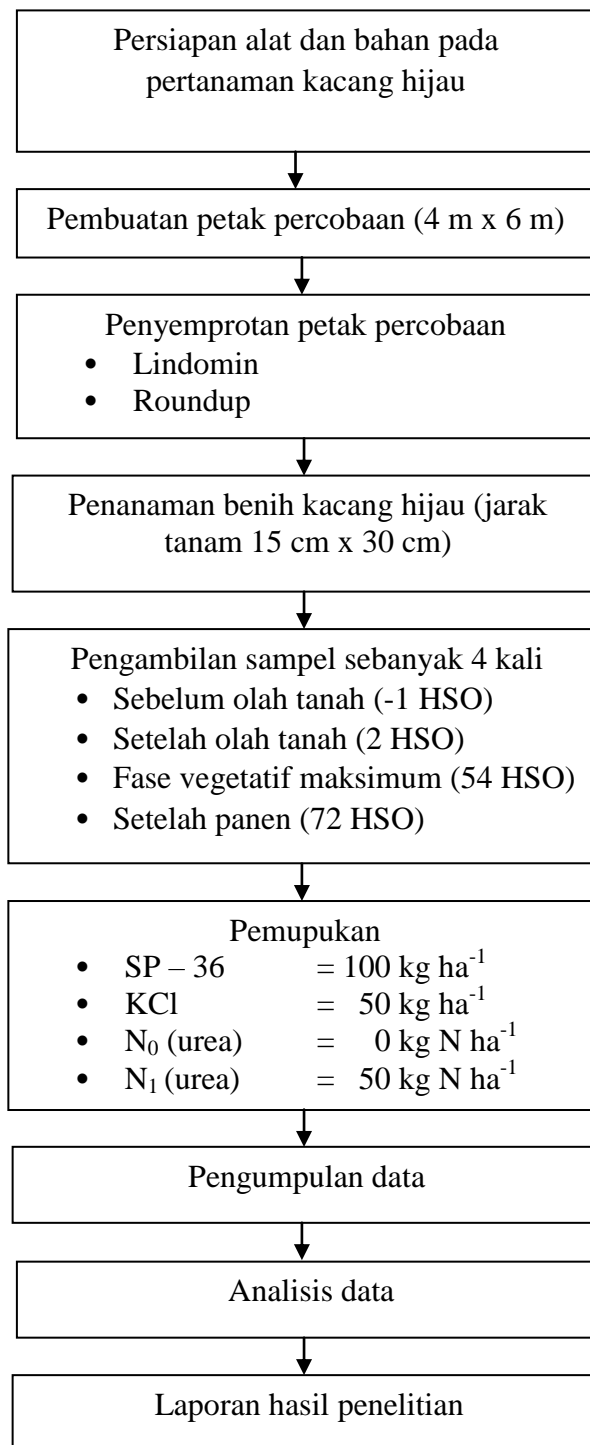 Persiapan alat dan bahan pada
pertanaman kacang hijau
Pembuatan petak percobaan (4 m x 6 m)
Penyemprotan petak percobaan
• Lindomin
• Roundup
Penanaman benih kacang hijau (jarak
tanam 15 cm x 30 cm)
Pengambilan sampel sebanyak 4 kali
• Sebelum olah tanah (-1 HSO)
• Setelah olah tanah (2 HSO)
• Fase vegetatif maksimum (54 HSO)
• Setelah panen (72 HSO)
Pemupukan
• SP – 36 = 100 kg ha⁻¹
• KCl = 50 kg ha⁻¹
• N₀ (urea) = 0 kg N ha⁻¹
• N₁ (urea) = 50 kg N ha⁻¹
Pengumpulan data
Analisis data
Laporan hasil penelitian